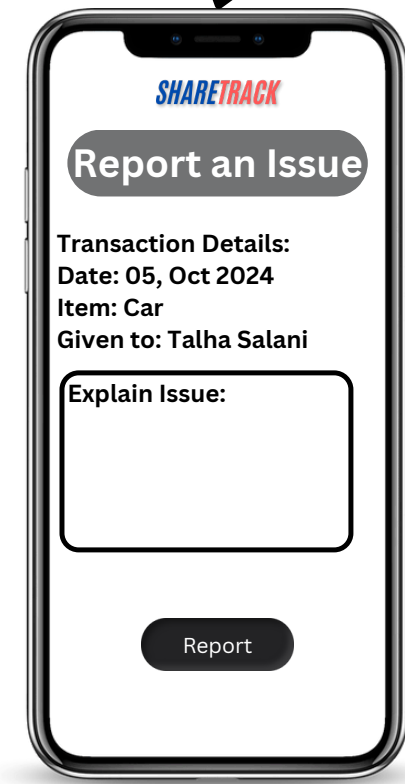 SHARETRACK
Report an Issue
Transaction Details:
Date: 05, Oct 2024
Item: Car
Given to: Talha Salani
Explain Issue:
Report